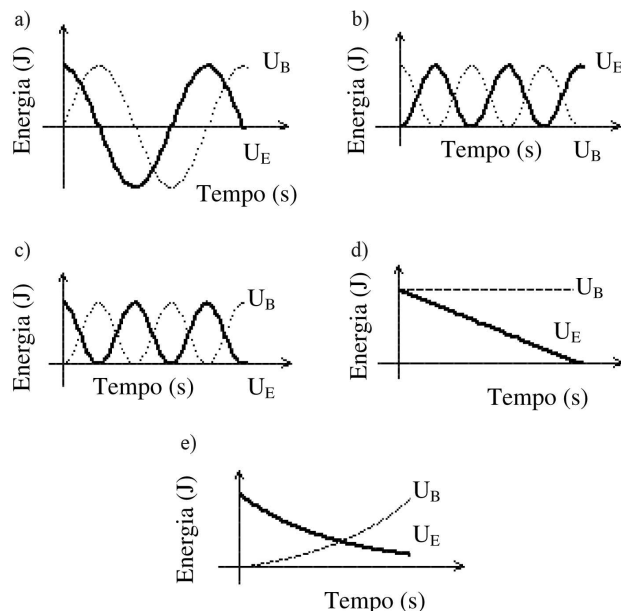 a)
Energia (J)
U_B
U_E
Tempo (s)
b)
Energia (J)
U_E
Tempo (s)
U_B
c)
Energia (J)
U_B
Tempo (s)
U_E
d)
Energia (J)
U_B
U_E
Tempo (s)
e)
Energia (J)
U_B
U_E
Tempo (s)